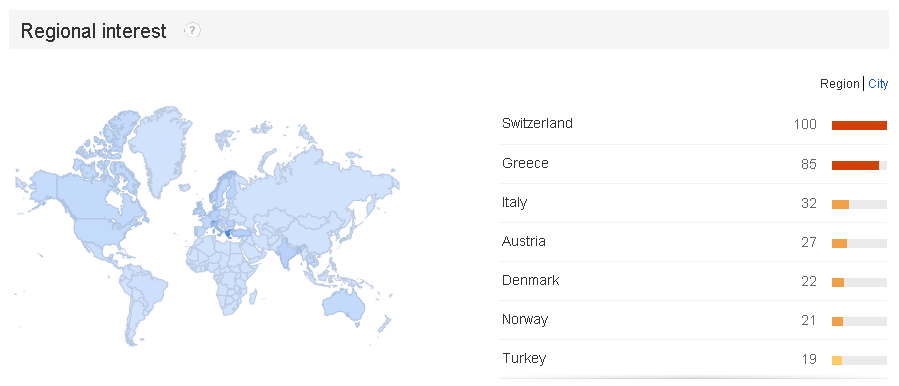 Regional interest ?
Region | City
Switzerland 100
Greece 85
Italy 32
Austria 27
Denmark 22
Norway 21
Turkey 19